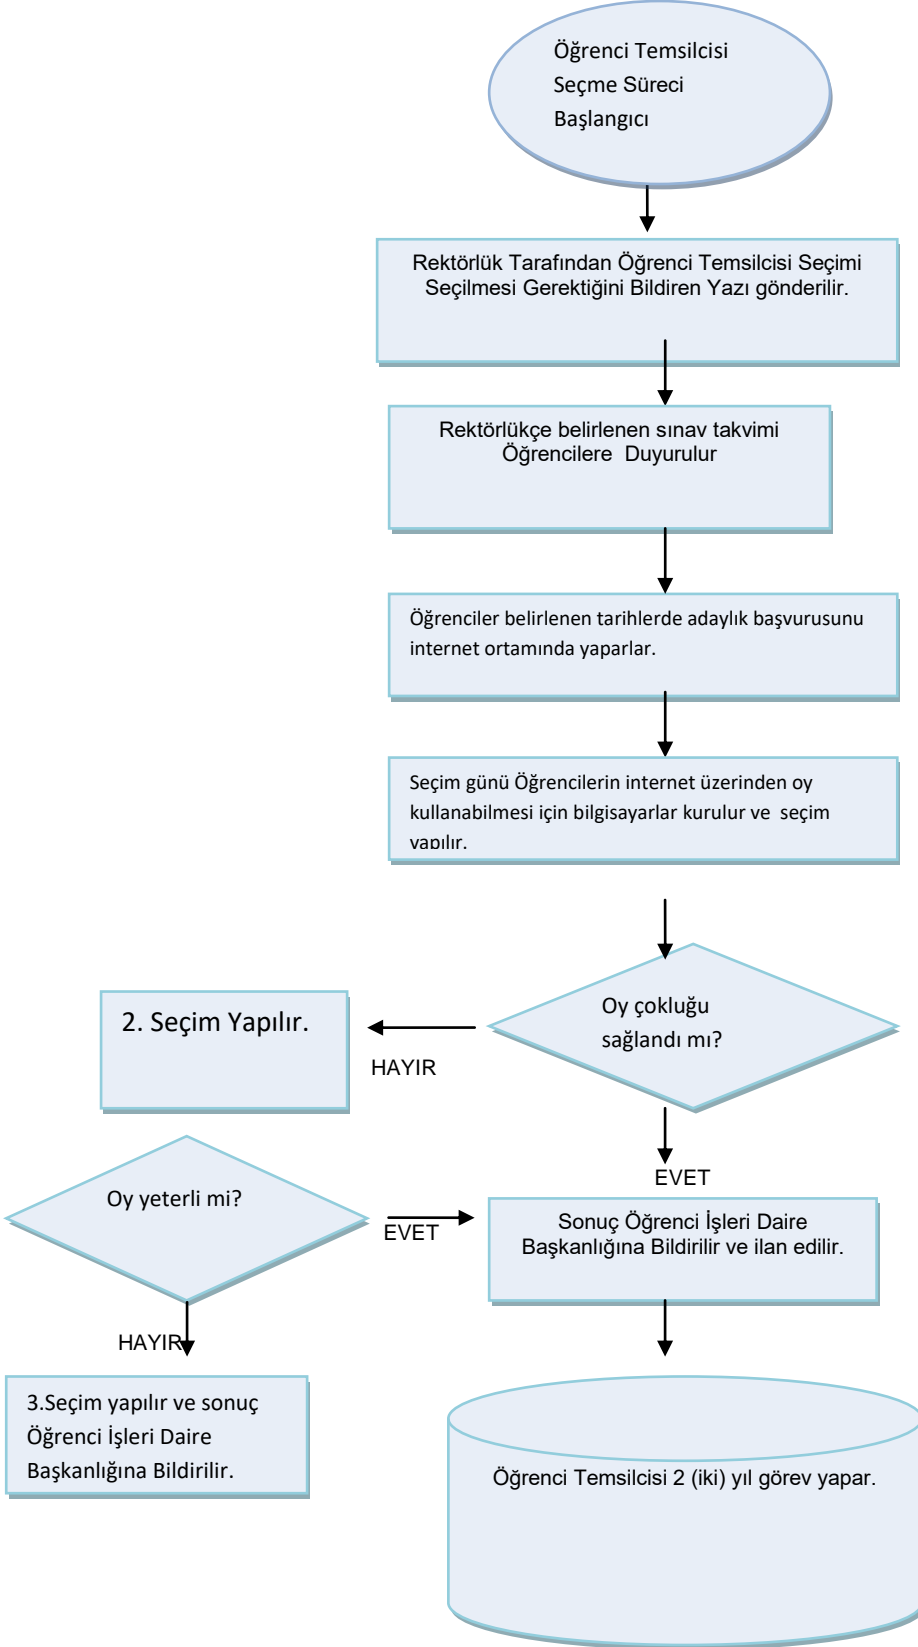 Öğrenci Temsilcisi
Seçme Süreci
Başlangıcı
Rektörlük Tarafından Öğrenci Temsilcisi Seçimi
Seçilmesi Gerektiğini Bildiren Yazı gönderilir.
Rektörlükçe belirlenen sınav takvimi
Öğrencilere Duyurulur
Öğrenciler belirlenen tarihlerde adaylık başvurusunu
internet ortamında yaparlar.
Seçim günü Öğrencilerin internet üzerinden oy
kullanabilmesi için bilgisayarlar kurulur ve seçim
yapılır.
Oy çokluğu
sağlandı mı?
2. Seçim Yapılır.
HAYIR
EVET
Oy yeterli mi?
EVET
Sonuç Öğrenci İşleri Daire
Başkanlığına Bildirilir ve ilan edilir.
HAYIR
3.Seçim yapılır ve sonuç
Öğrenci İşleri Daire
Başkanlığına Bildirilir.
Öğrenci Temsilcisi 2 (iki) yıl görev yapar.